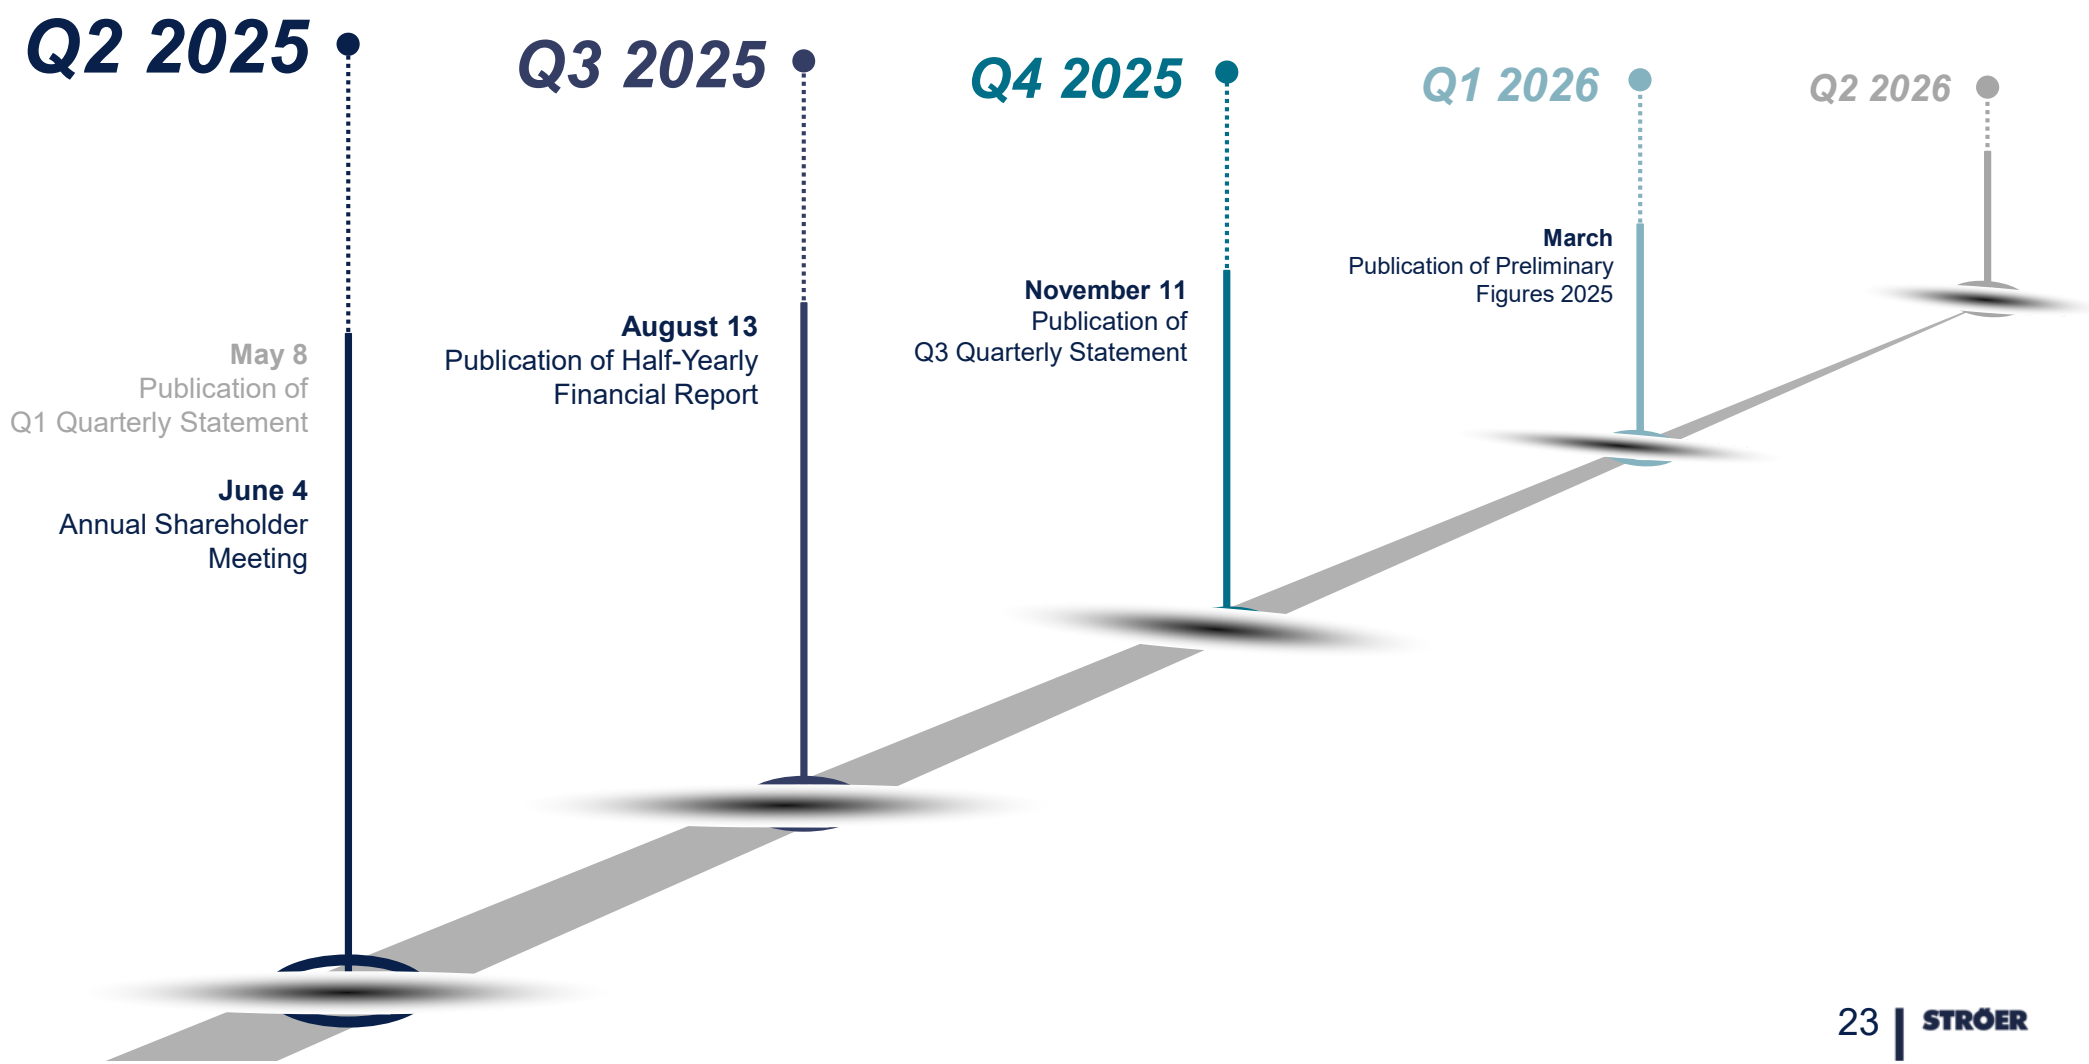 Q2 2025
May 8
Publication of
Q1 Quarterly Statement
June 4
Annual Shareholder
Meeting
Q3 2025
August 13
Publication of Half-Yearly
Financial Report
Q4 2025
November 11
Publication of
Q3 Quarterly Statement
Q1 2026
March
Publication of Preliminary
Figures 2025
Q2 2026
23
STRÖER